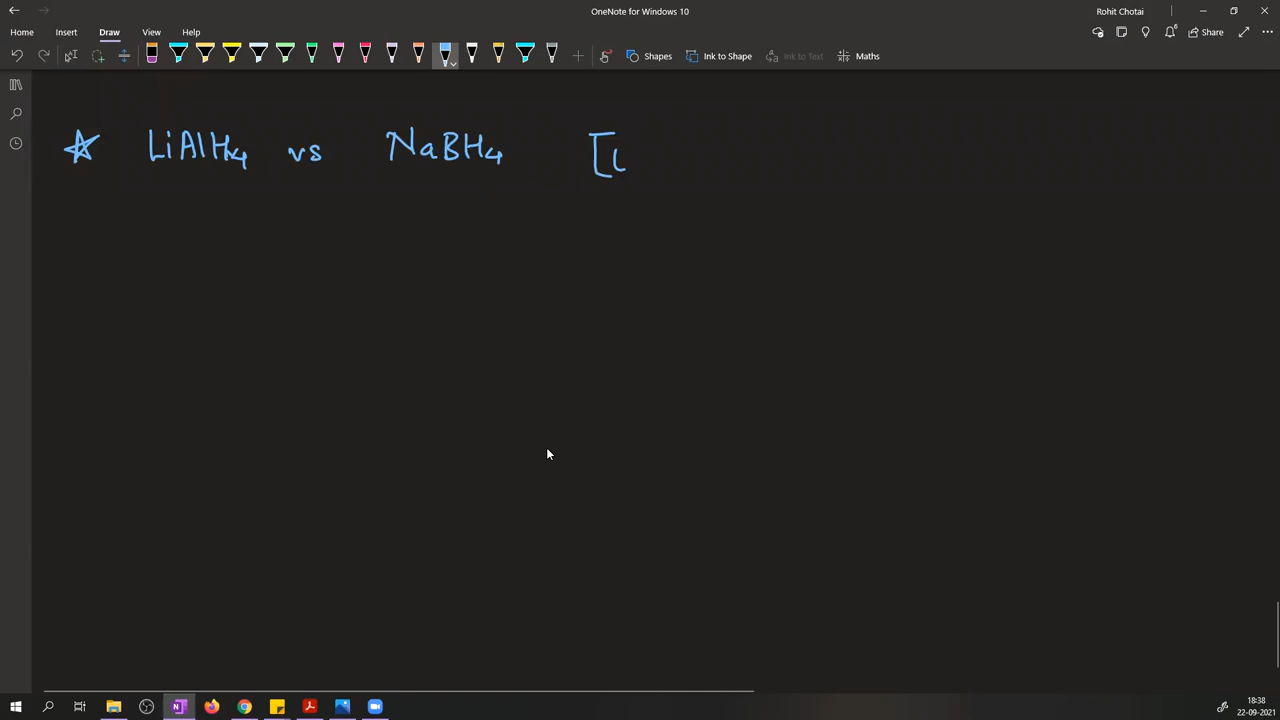 OneNote for Windows 10
Rohit Chotai
Home Insert Draw View Help
Share
Shapes Ink to Shape Ink to Text Maths
☆ LiAlH4 vs NaBH4 [(
18:38
22-09-2021